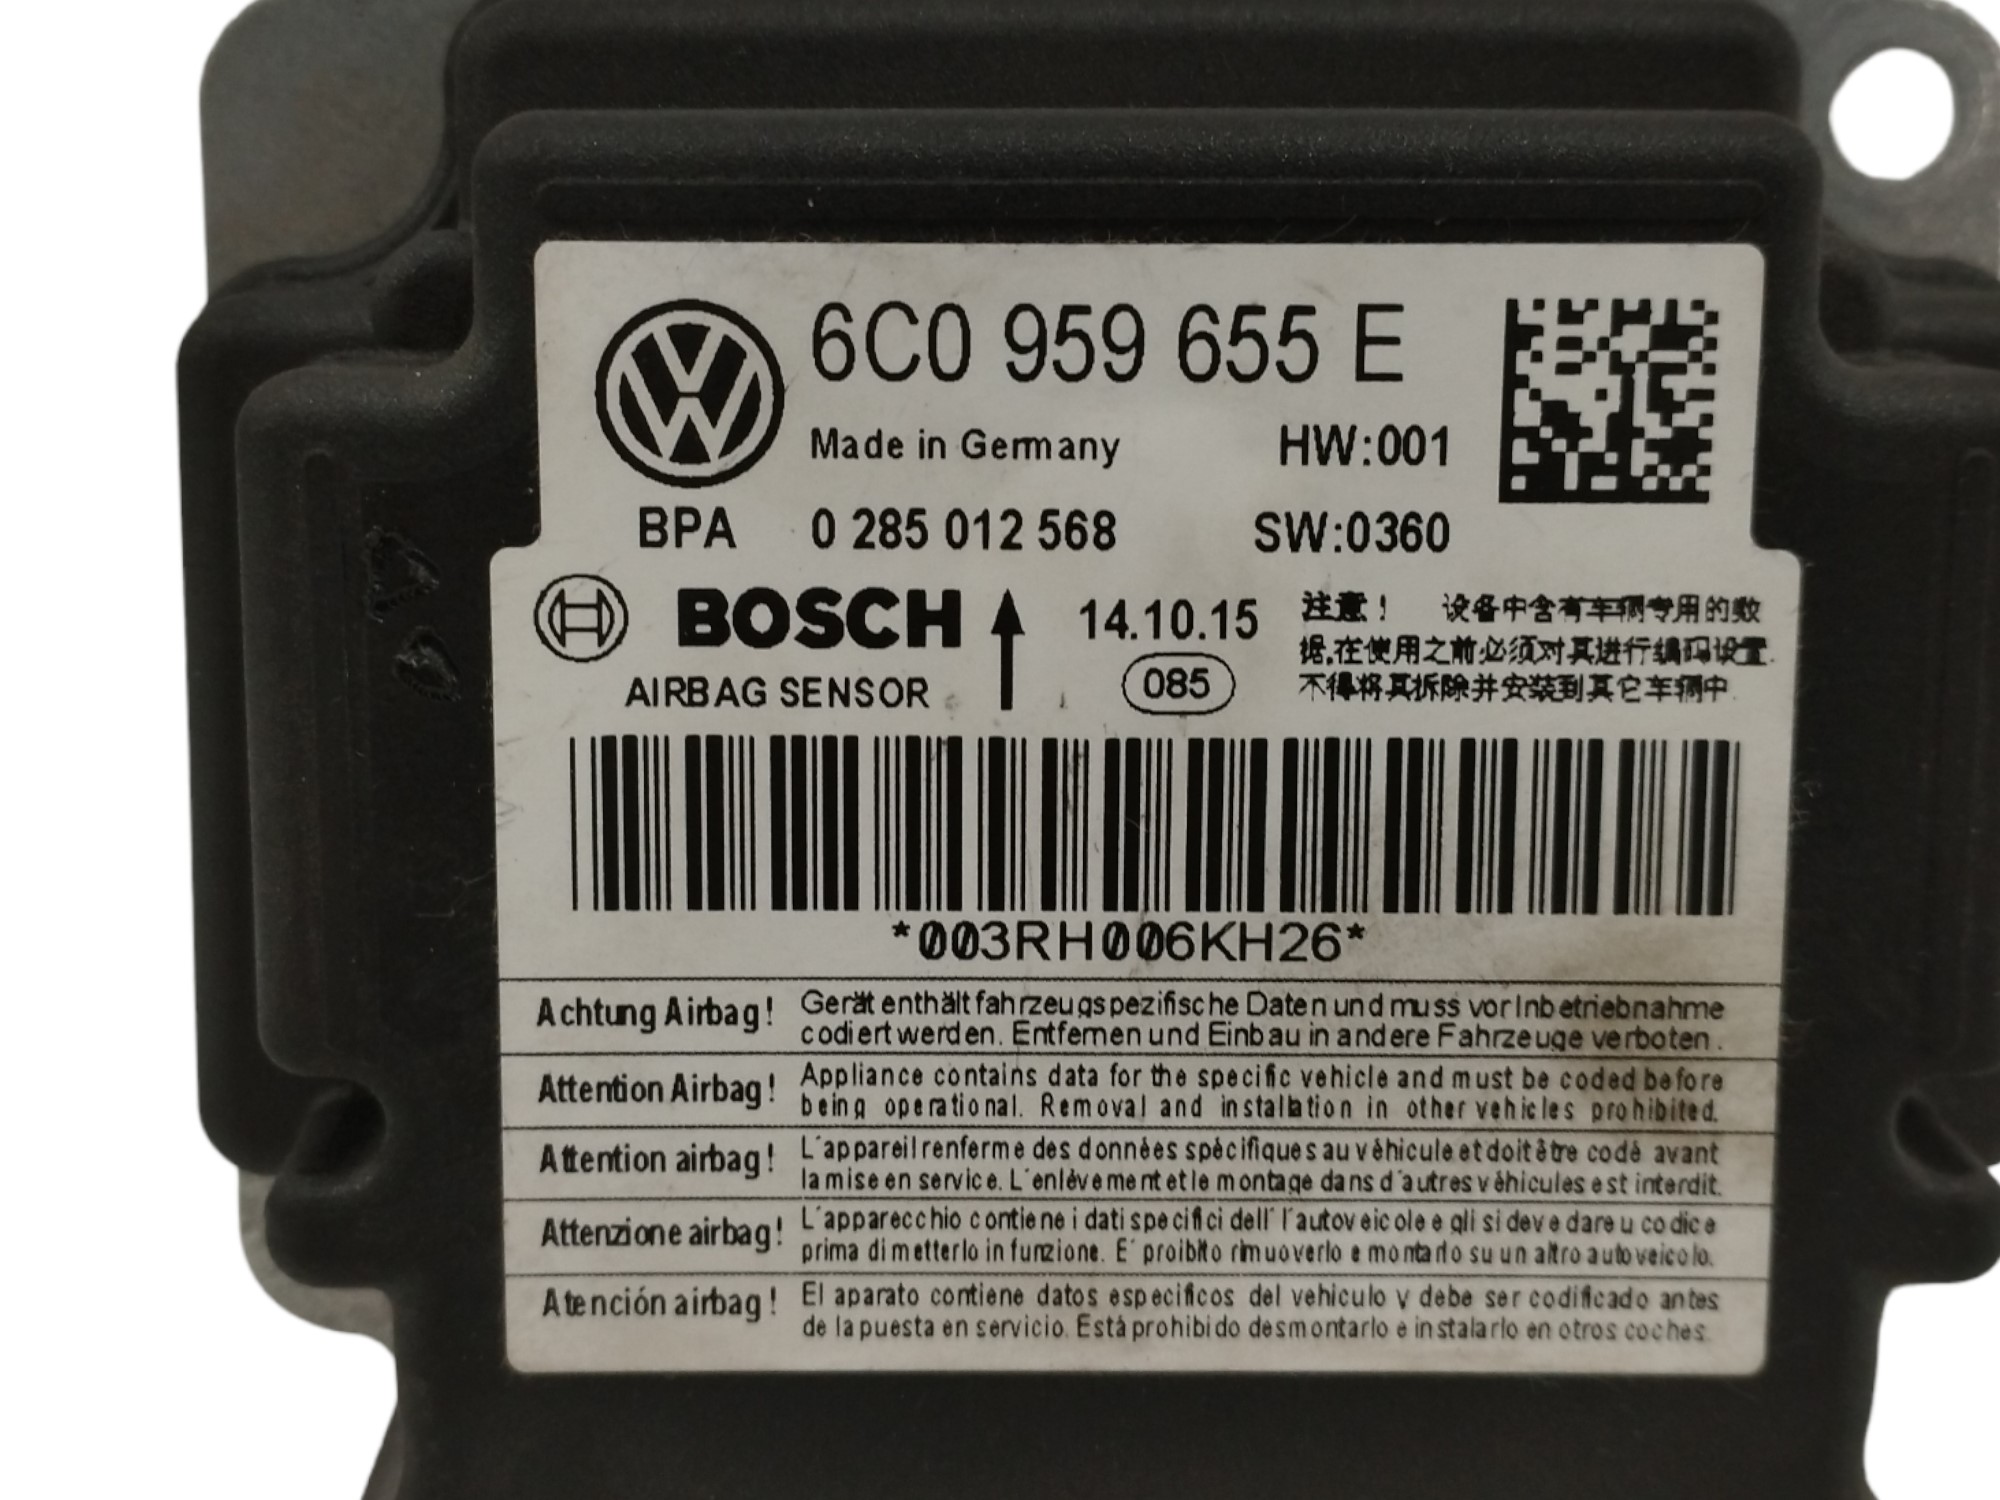 6C0 959 655 E
Made in Germany HW:001
BPA 0 285 012 568 SW:0360
BOSCH 14.10.15
AIRBAG SENSOR 085
注意！ 设备中含有车辆专用的数
据,在使用之前必须对其进行编码设置.
不得将其拆除并安装到其它车辆中.
*003RH006KH26*
Achtung Airbag! Gerät enthält fahrzeugspezifische Daten und muss vor Inbetriebnahme
codiert werden. Entfernen und Einbau in andere Fahrzeuge verboten.
Attention Airbag! Appliance contains data for the specific vehicle and must be coded before
being operational. Removal and installation in other vehicles prohibited.
Attention airbag! L´appareil renferme des données spécifiques au véhicule et doit être codé avant
la mise en service. L´enlèvement et le montage dans d´autres véhicules est interdit.
Attenzione airbag! L´apparecchio contiene i dati specifici dell´ l´autoveicolo e gli si deve dare u codice
prima di metterlo in funzione. E´ proibito rimuoverlo e montarlo su un altro autoveicolo.
Atención airbag! El aparato contiene datos específicos del vehículo y debe ser codificado antes
de la puesta en servicio. Está prohibido desmontarlo e instalarlo en otros coches.